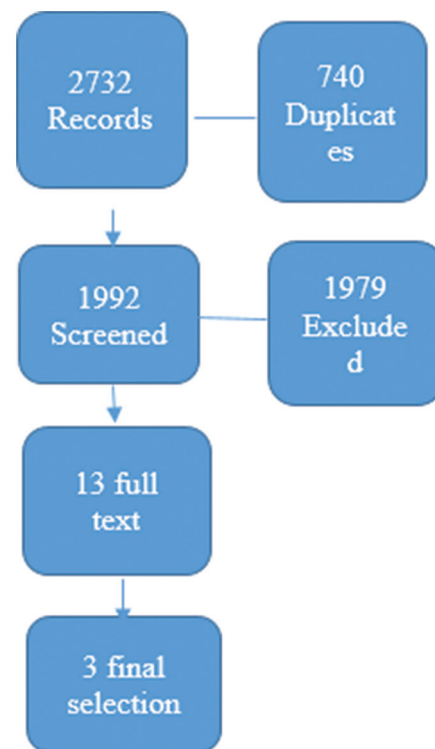 2732
Records
740
Duplicat
es
1992
Screened
1979
Exclude
d
13 full
text
3 final
selection